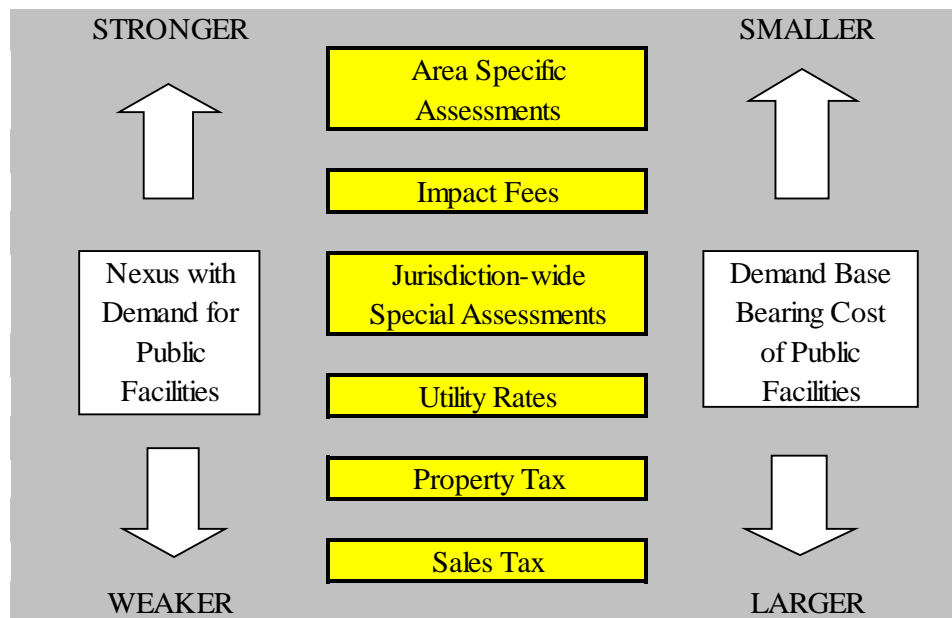 STRONGER
SMALLER
Area Specific
Assessments
Impact Fees
Nexus with
Demand for
Public
Facilities
Jurisdiction-wide
Special Assessments
Demand Base
Bearing Cost
of Public
Facilities
Utility Rates
Property Tax
Sales Tax
WEAKER
LARGER